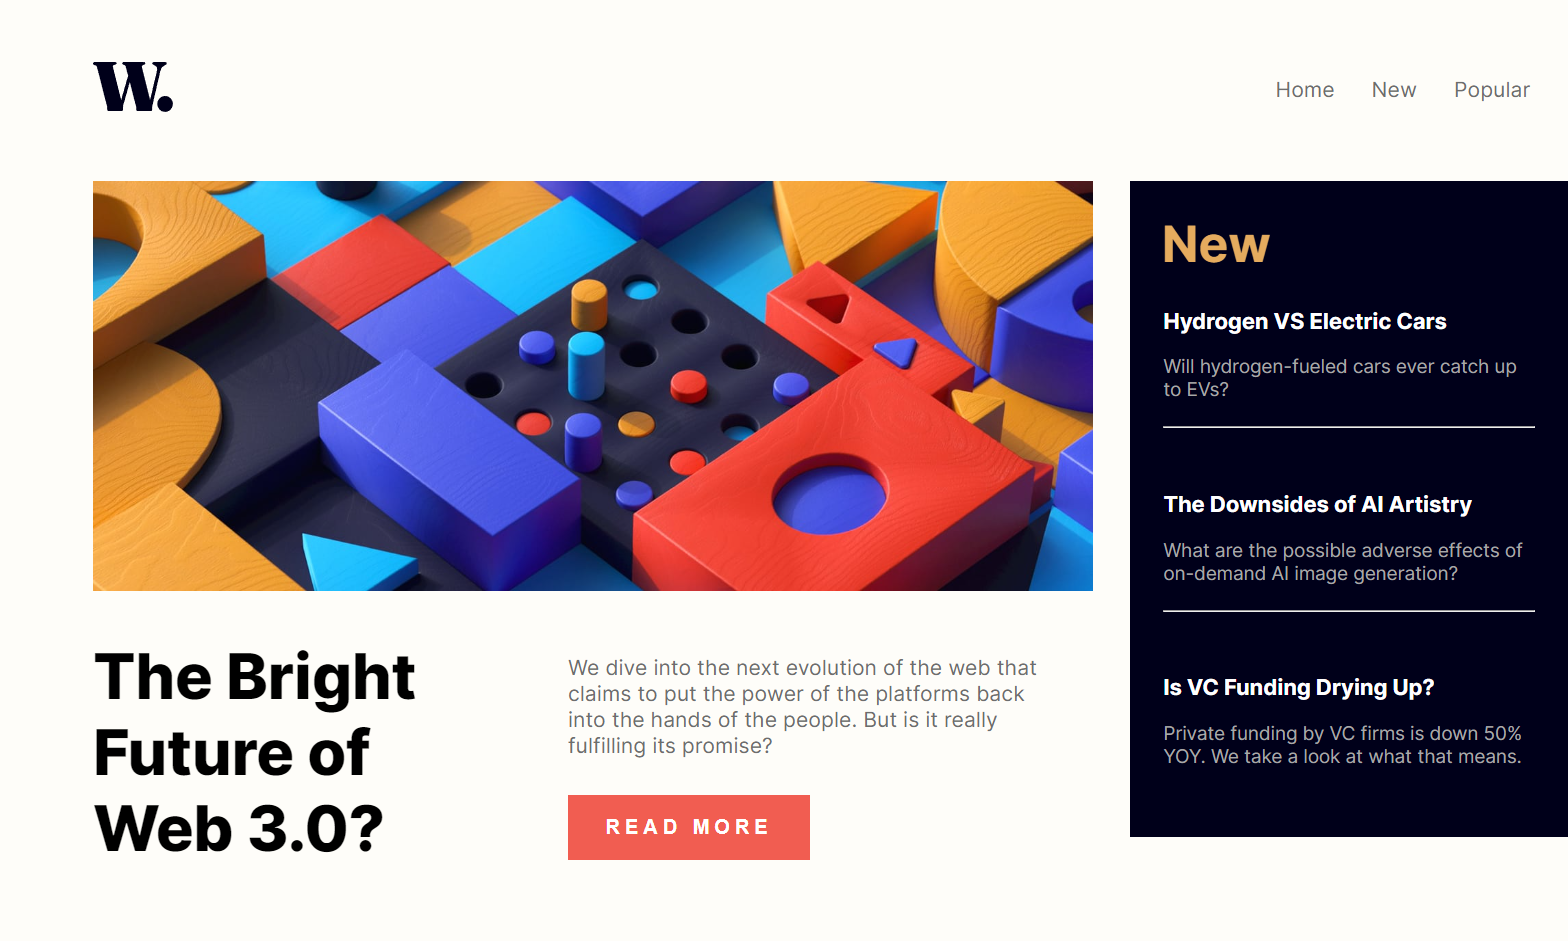 W.
Home New Popular
New
Hydrogen VS Electric Cars
Will hydrogen-fueled cars ever catch up
to EVs?
The Downsides of AI Artistry
What are the possible adverse effects of
on-demand AI image generation?
Is VC Funding Drying Up?
Private funding by VC firms is down 50%
YOY. We take a look at what that means.
The Bright
Future of
Web 3.0?
We dive into the next evolution of the web that
claims to put the power of the platforms back
into the hands of the people. But is it really
fulfilling its promise?
READ MORE